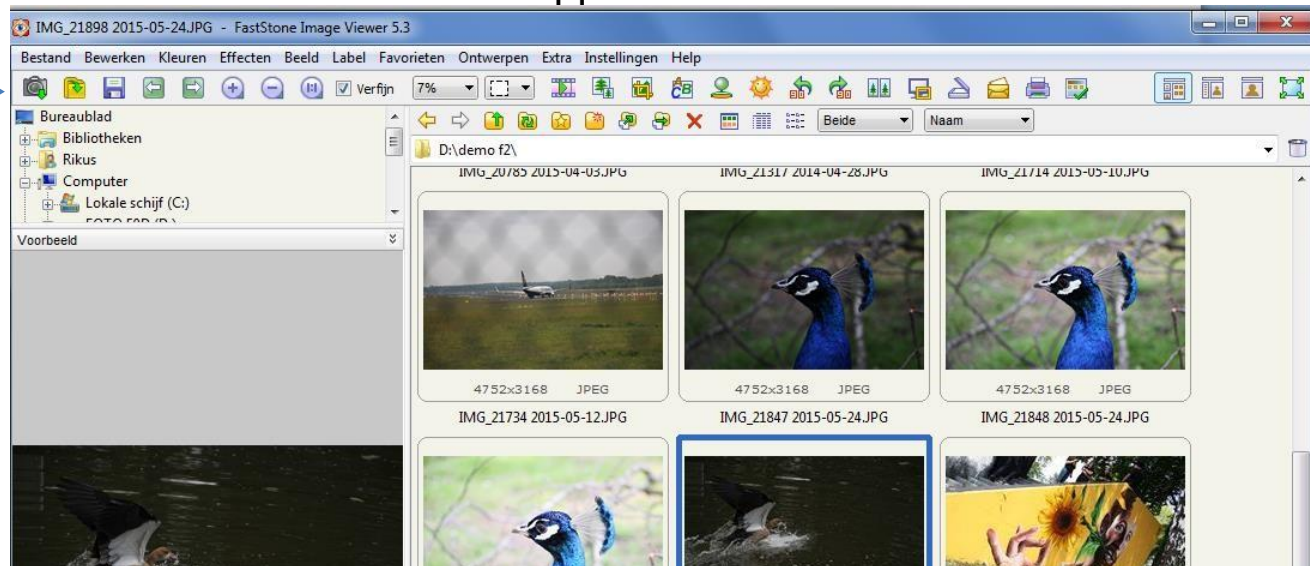 IMG_21898 2015-05-24.JPG - FastStone Image Viewer 5.3
Bestand Bewerken Kleuren Effecten Beeld Label Favorieten Ontwerpen Extra Instellingen Help
Verfijn 7%
Bureaublad
Bibliotheken
Rikus
Computer
Lokale schijf (C:)
Voorbeeld
Beide Naam
D:\demo f2\
IMG_20785 2015-04-03.JPG IMG_21317 2014-04-28.JPG IMG_21714 2015-05-10.JPG
4752x3168 JPEG 4752x3168 JPEG 4752x3168 JPEG
IMG_21734 2015-05-12.JPG IMG_21847 2015-05-24.JPG IMG_21848 2015-05-24.JPG